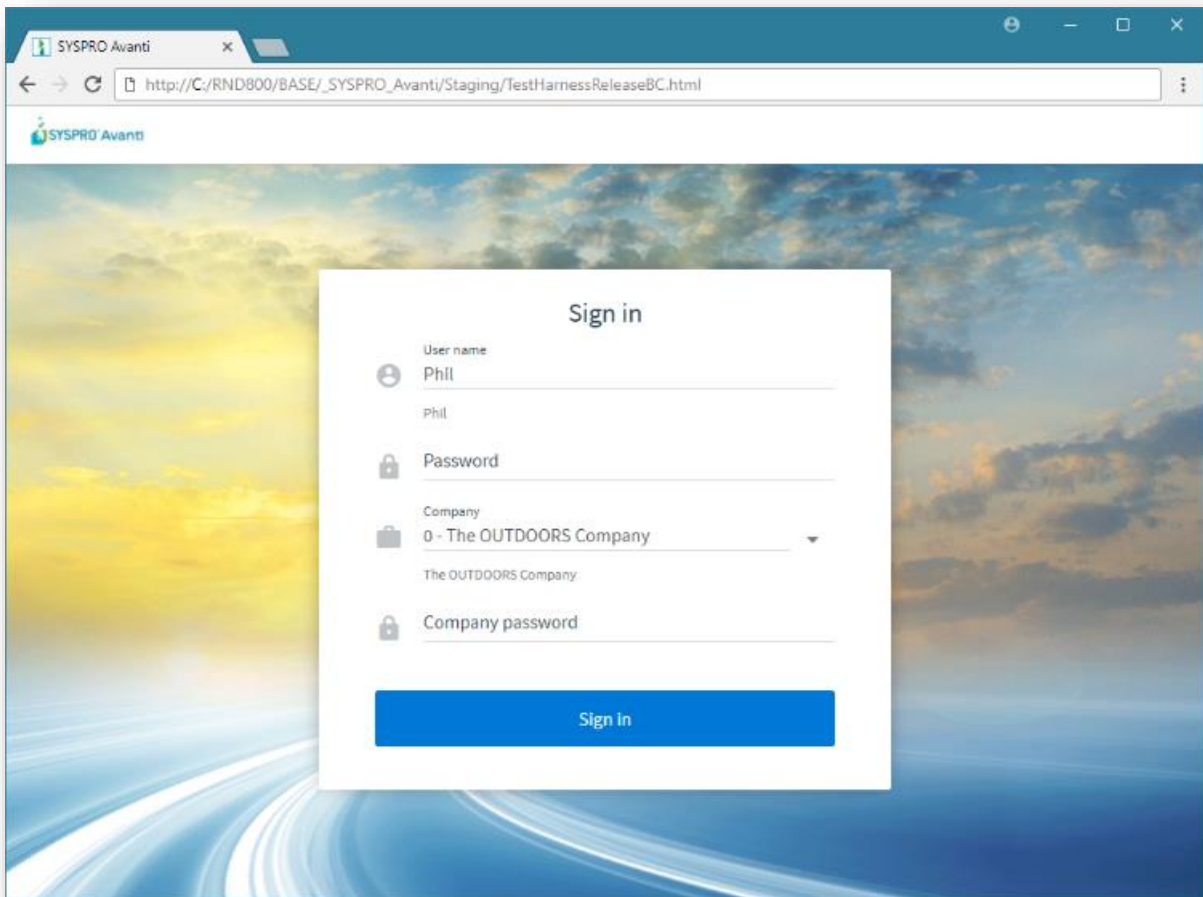 SYSPRO Avanti
http://C:/RND800/BASE/_SYSPRO_Avanti/Staging/TestHarnessReleaseBC.html
SYSPRO Avanti
Sign in
User name
Phil
Phil
Password
Company
0 - The OUTDOORS Company
The OUTDOORS Company
Company password
Sign in